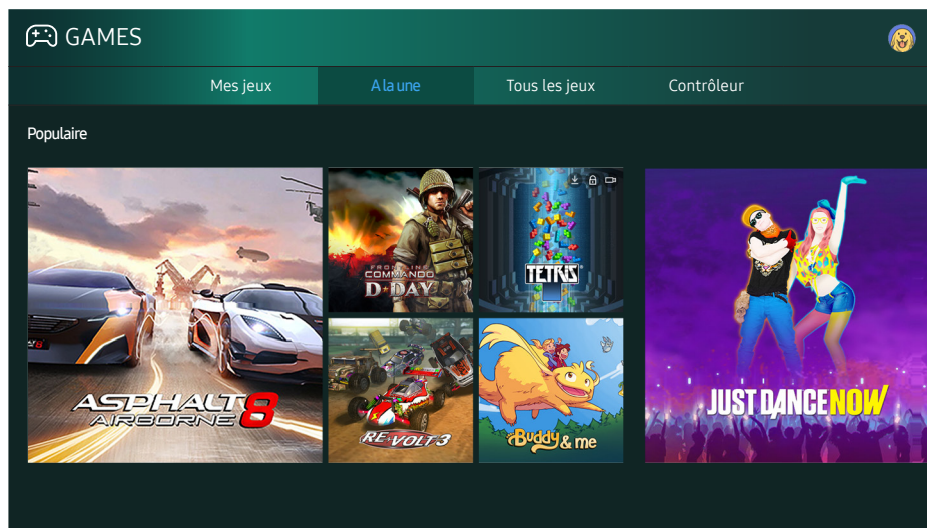 GAMES
Mes jeux
A la une
Tous les jeux
Contrôleur
Populaire
ASPHALT 8
AIRBORNE
FRONTLINE
COMMANDO
D★DAY
TETRIS
RE•VOLT 3
Buddy & me
JUST DANCE NOW